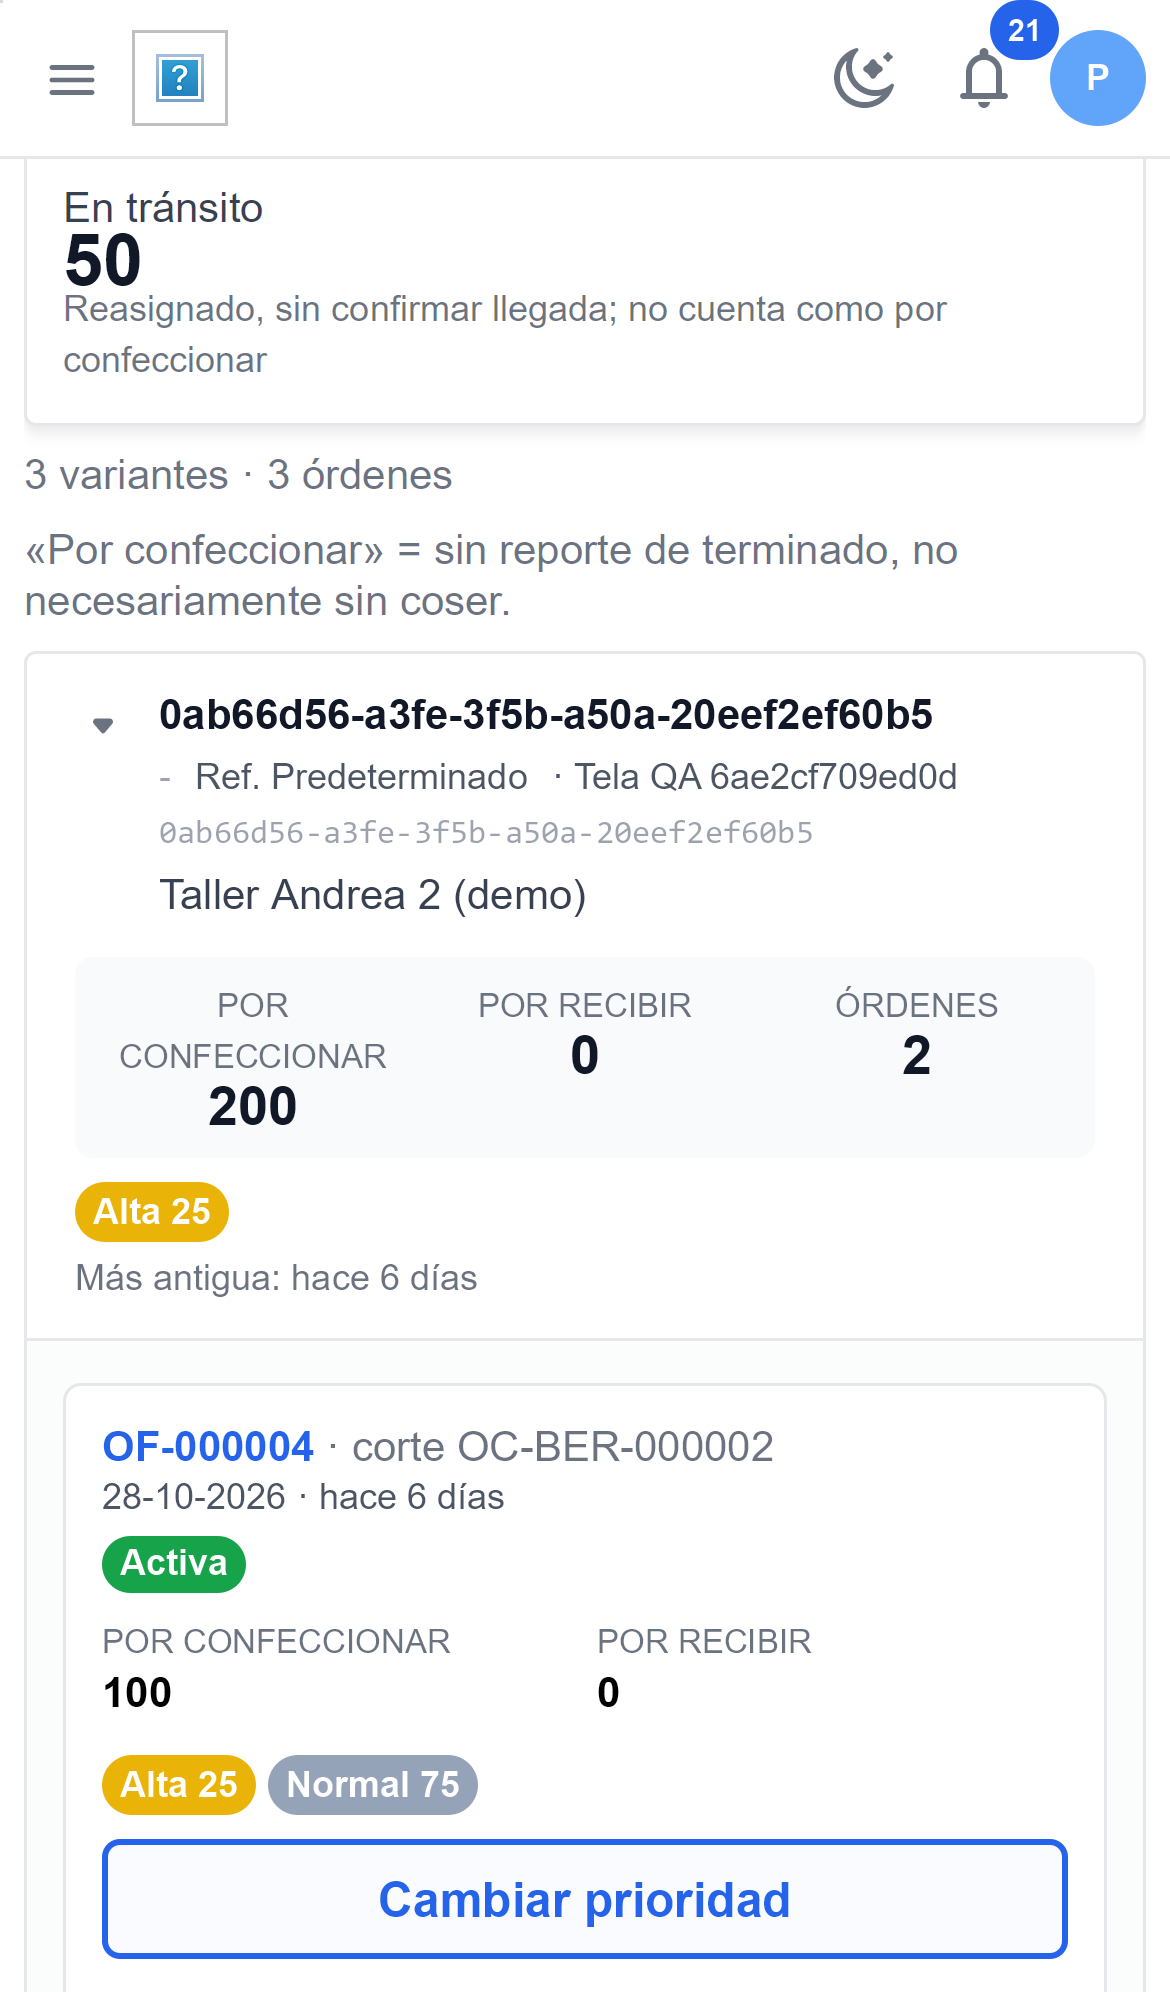 21
?
P
En tránsito
50
Reasignado, sin confirmar llegada; no cuenta como por
confeccionar
3 variantes · 3 órdenes
«Por confeccionar» = sin reporte de terminado, no
necesariamente sin coser.
0ab66d56-a3fe-3f5b-a50a-20eef2ef60b5
- Ref. Predeterminado · Tela QA 6ae2cf709ed0d
0ab66d56-a3fe-3f5b-a50a-20eef2ef60b5
Taller Andrea 2 (demo)
POR CONFECCIONAR
200
POR RECIBIR
0
ÓRDENES
2
Alta 25
Más antigua: hace 6 días
OF-000004 · corte OC-BER-000002
28-10-2026 · hace 6 días
Activa
POR CONFECCIONAR
100
POR RECIBIR
0
Alta 25 Normal 75
Cambiar prioridad